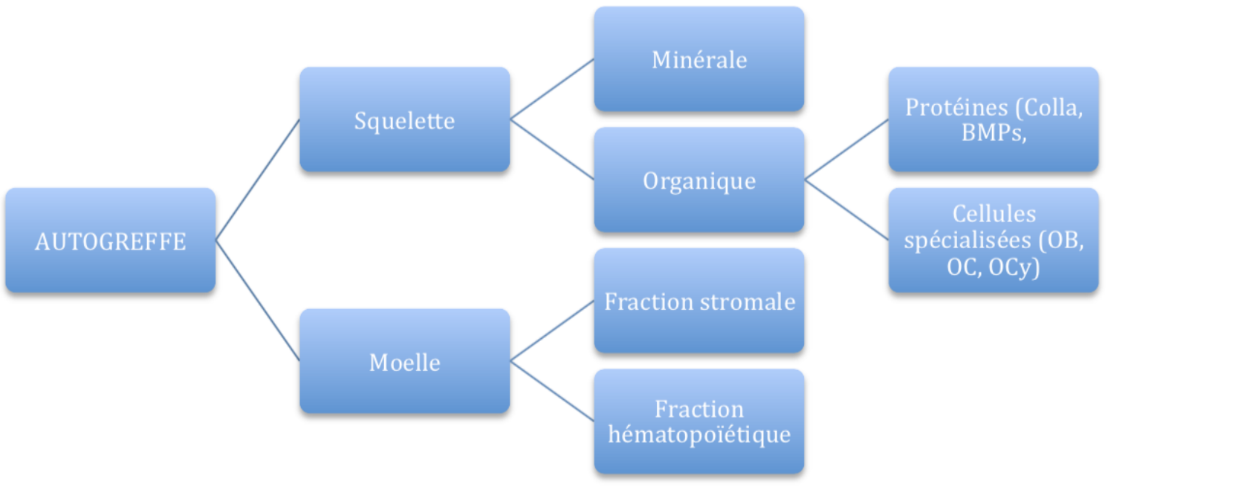 AUTOGREFFE
Squelette
Minérale
Organique
Protéines (Colla,
BMPs,
Cellules
spécialisées (OB,
OC, OCy)
Moelle
Fraction stromale
Fraction
hématopoïétique